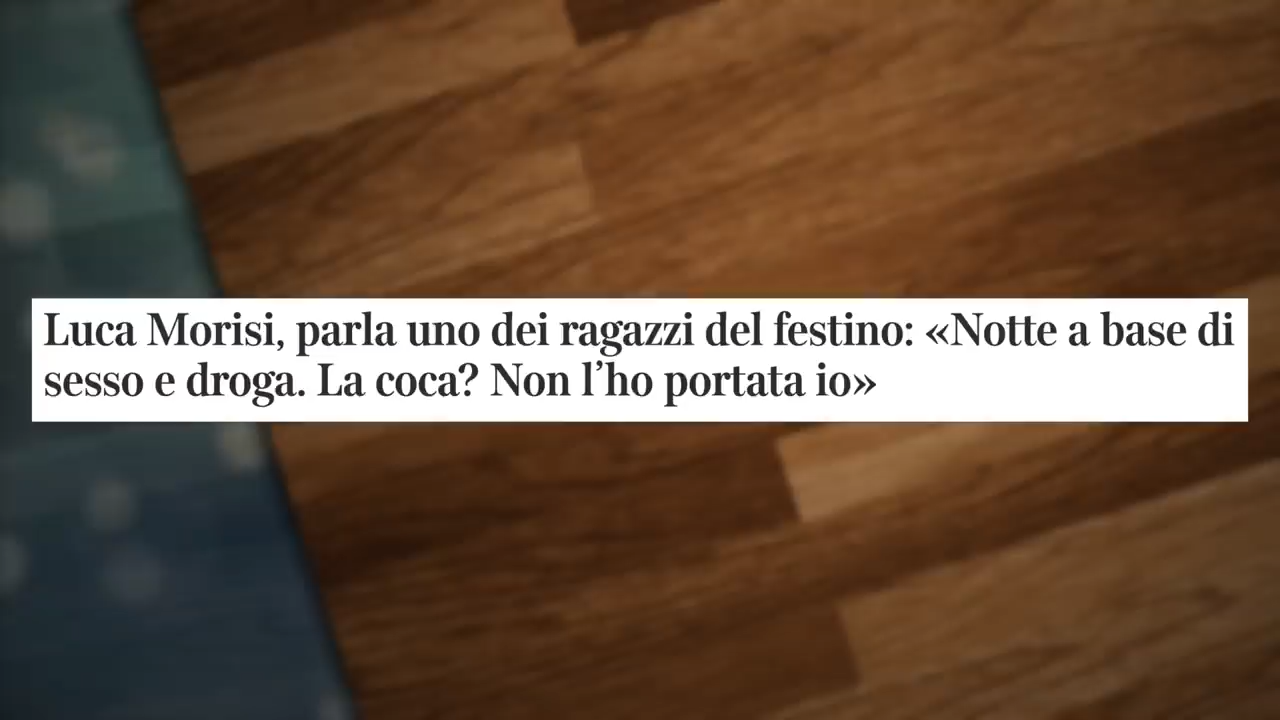 Luca Morisi, parla uno dei ragazzi del festino: «Notte a base di
sesso e droga. La coca? Non l’ho portata io»